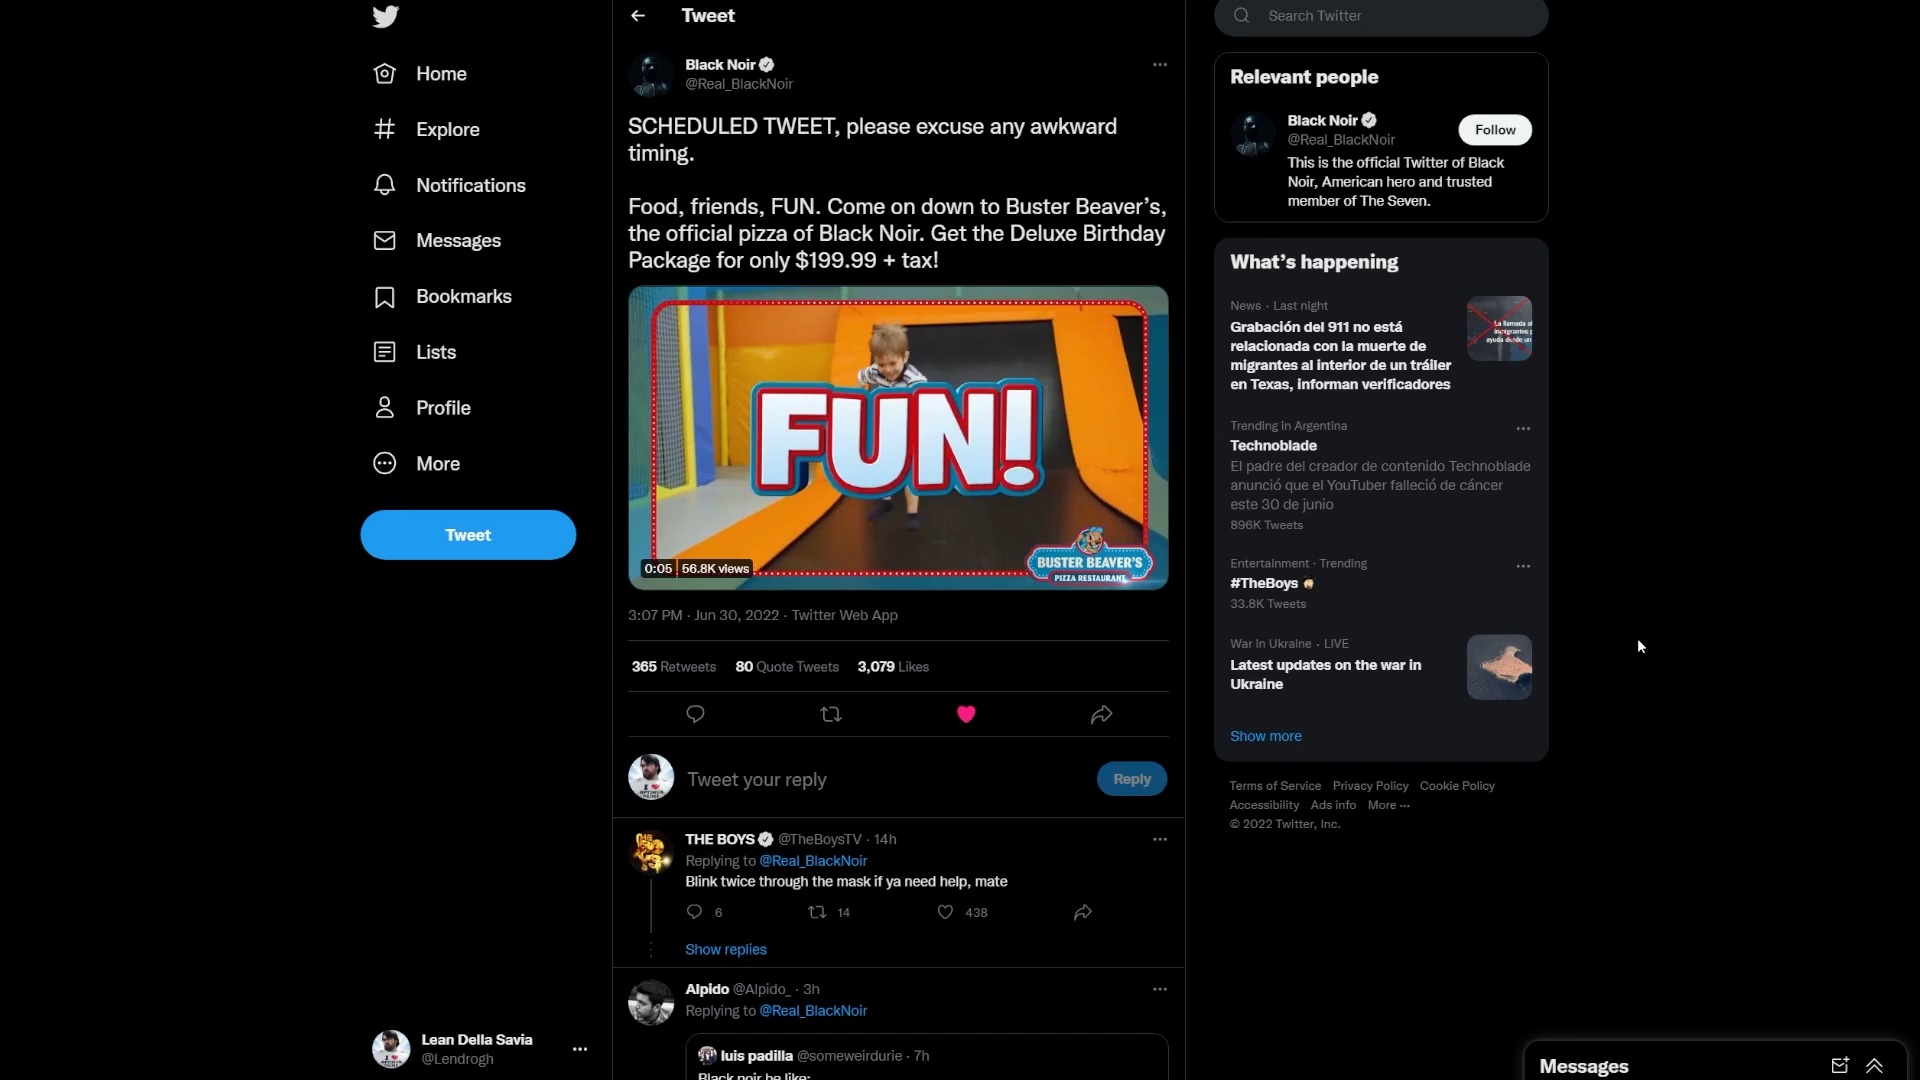 Home
Explore
Notifications
Messages
Bookmarks
Lists
Profile
More
Tweet
Lean Della Savia
@Lendrogh
Tweet
Black Noir
@Real_BlackNoir
SCHEDULED TWEET, please excuse any awkward
timing.
Food, friends, FUN. Come on down to Buster Beaver’s,
the official pizza of Black Noir. Get the Deluxe Birthday
Package for only $199.99 + tax!
FUN!
BUSTER BEAVER'S
PIZZA RESTAURANT
0:05 56.8K views
3:07 PM · Jun 30, 2022 · Twitter Web App
365 Retweets 80 Quote Tweets 3,079 Likes
Tweet your reply
Reply
THE BOYS @TheBoysTV · 14h
Replying to @Real_BlackNoir
Blink twice through the mask if ya need help, mate
6 14 438
Show replies
Alpido @Alpido_ · 3h
Replying to @Real_BlackNoir
luis padilla @someweirdurie · 7h
Black noir be like:
Search Twitter
Relevant people
Black Noir
@Real_BlackNoir
Follow
This is the official Twitter of Black
Noir, American hero and trusted
member of The Seven.
What’s happening
News · Last night
Grabación del 911 no está
relacionada con la muerte de
migrantes al interior de un tráiler
en Texas, informan verificadores
Trending in Argentina
Technoblade
El padre del creador de contenido Technoblade
anunció que el YouTuber falleció de cáncer
este 30 de junio
896K Tweets
Entertainment · Trending
#TheBoys
33.8K Tweets
War in Ukraine · LIVE
Latest updates on the war in
Ukraine
Show more
Terms of Service Privacy Policy Cookie Policy
Accessibility Ads info More
© 2022 Twitter, Inc.
Messages